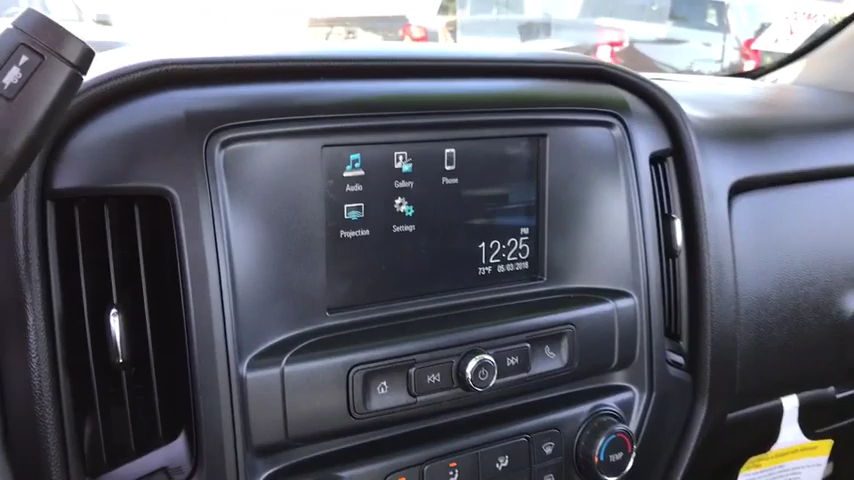 Audio
Gallery
Phone
Projection
Settings
PM
12:25
73°F 05/03/2018
TEMP